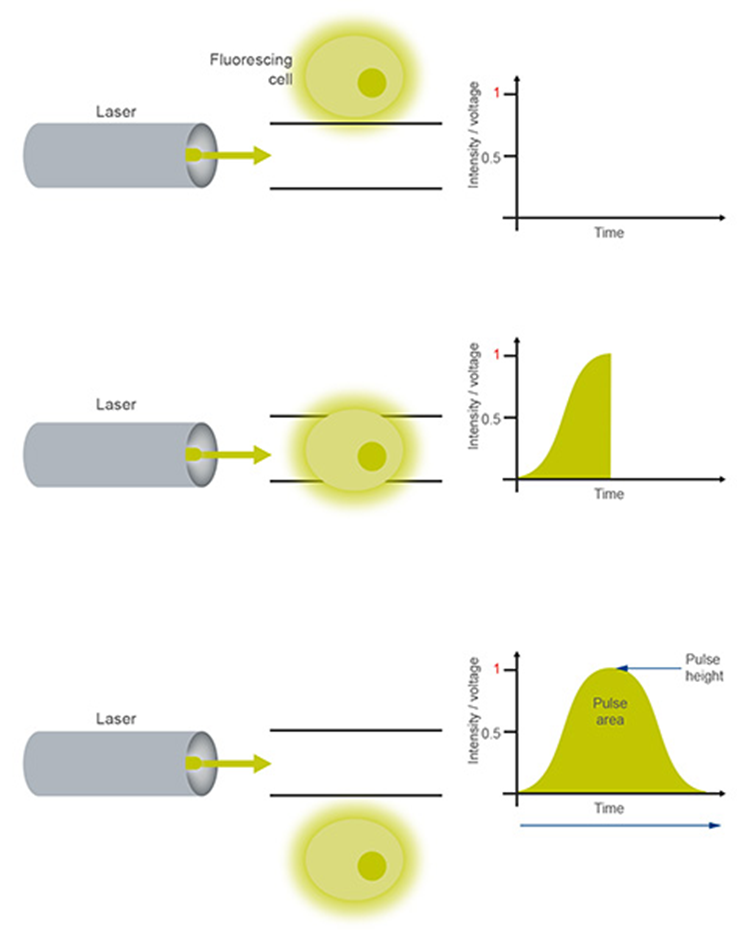 Fluorescing
cell
Laser
Intensity / voltage
1
0.5
Time
Laser
Intensity / voltage
1
0.5
Time
Laser
Intensity / voltage
1
0.5
Pulse
height
Pulse
area
Time